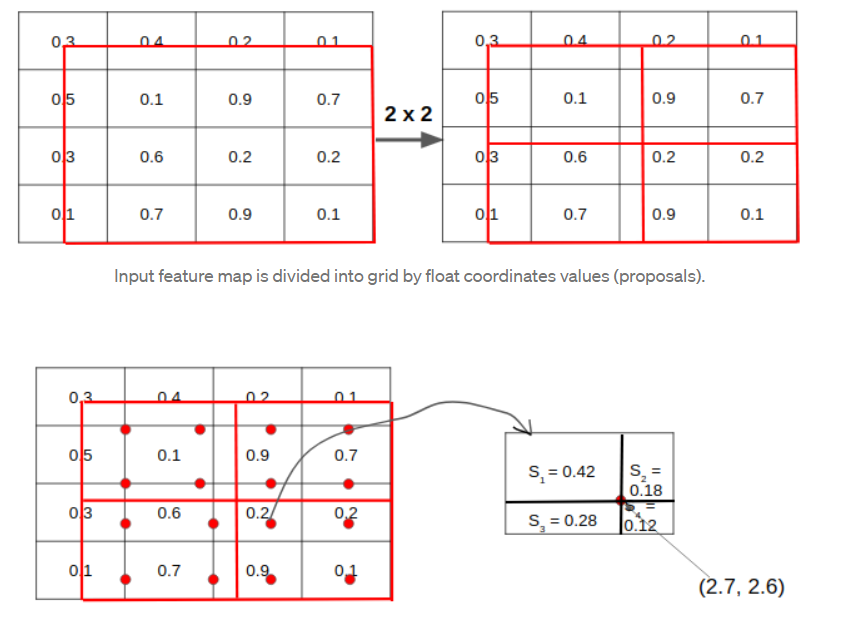 0.3 0.4 0.2 0.1
0.5 0.1 0.9 0.7
0.3 0.6 0.2 0.2
0.1 0.7 0.9 0.1
2 x 2
0.3 0.4 0.2 0.1
0.5 0.1 0.9 0.7
0.3 0.6 0.2 0.2
0.1 0.7 0.9 0.1
Input feature map is divided into grid by float coordinates values (proposals).
0.3 0.4 0.2 0.1
0.5 0.1 0.9 0.7
0.3 0.6 0.2 0.2
0.1 0.7 0.9 0.1
S₁ = 0.42
S₂ =
0.18
S₃ = 0.28
S₄ =
0.12
(2.7, 2.6)